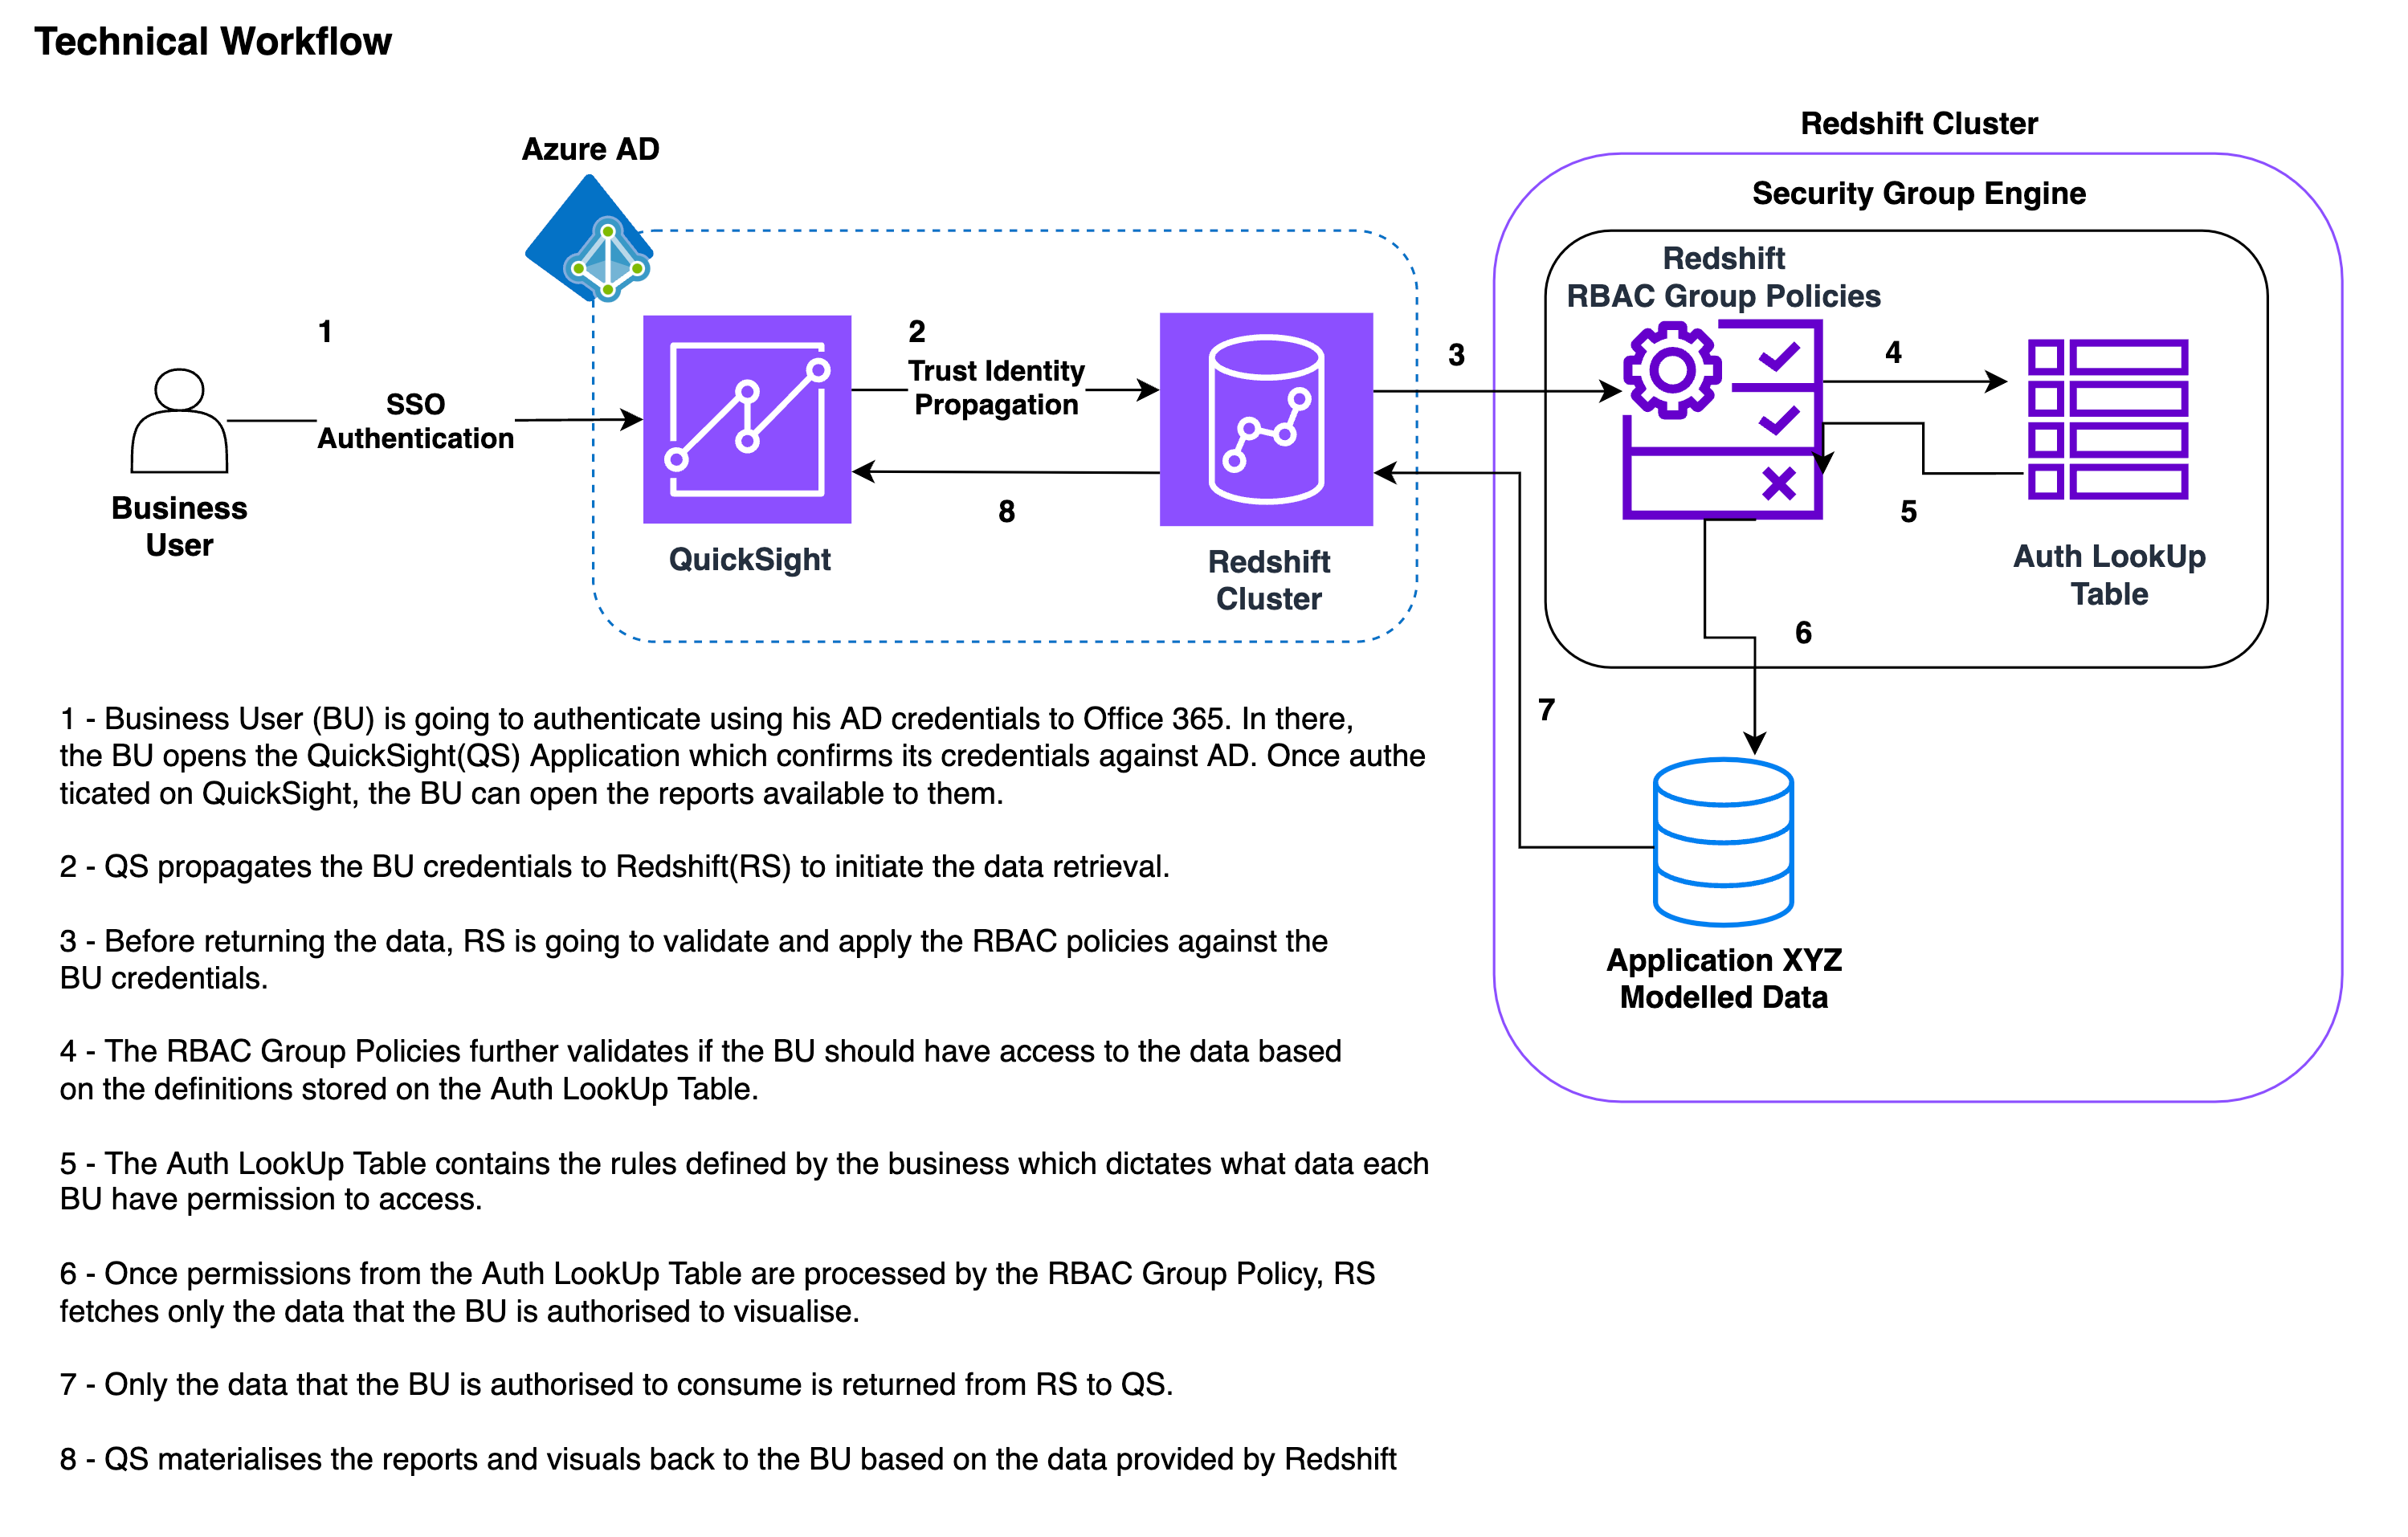 Technical Workflow
Azure AD
Redshift Cluster
Security Group Engine
Redshift
RBAC Group Policies
1
2
3
4
Trust Identity
Propagation
SSO
Authentication
8
5
Business
User
QuickSight
Redshift
Cluster
Auth LookUp
Table
6
7
Application XYZ
Modelled Data
1 - Business User (BU) is going to authenticate using his AD credentials to Office 365. In there,
the BU opens the QuickSight(QS) Application which confirms its credentials against AD. Once authe
ticated on QuickSight, the BU can open the reports available to them.
2 - QS propagates the BU credentials to Redshift(RS) to initiate the data retrieval.
3 - Before returning the data, RS is going to validate and apply the RBAC policies against the
BU credentials.
4 - The RBAC Group Policies further validates if the BU should have access to the data based
on the definitions stored on the Auth LookUp Table.
5 - The Auth LookUp Table contains the rules defined by the business which dictates what data each
BU have permission to access.
6 - Once permissions from the Auth LookUp Table are processed by the RBAC Group Policy, RS
fetches only the data that the BU is authorised to visualise.
7 - Only the data that the BU is authorised to consume is returned from RS to QS.
8 - QS materialises the reports and visuals back to the BU based on the data provided by Redshift